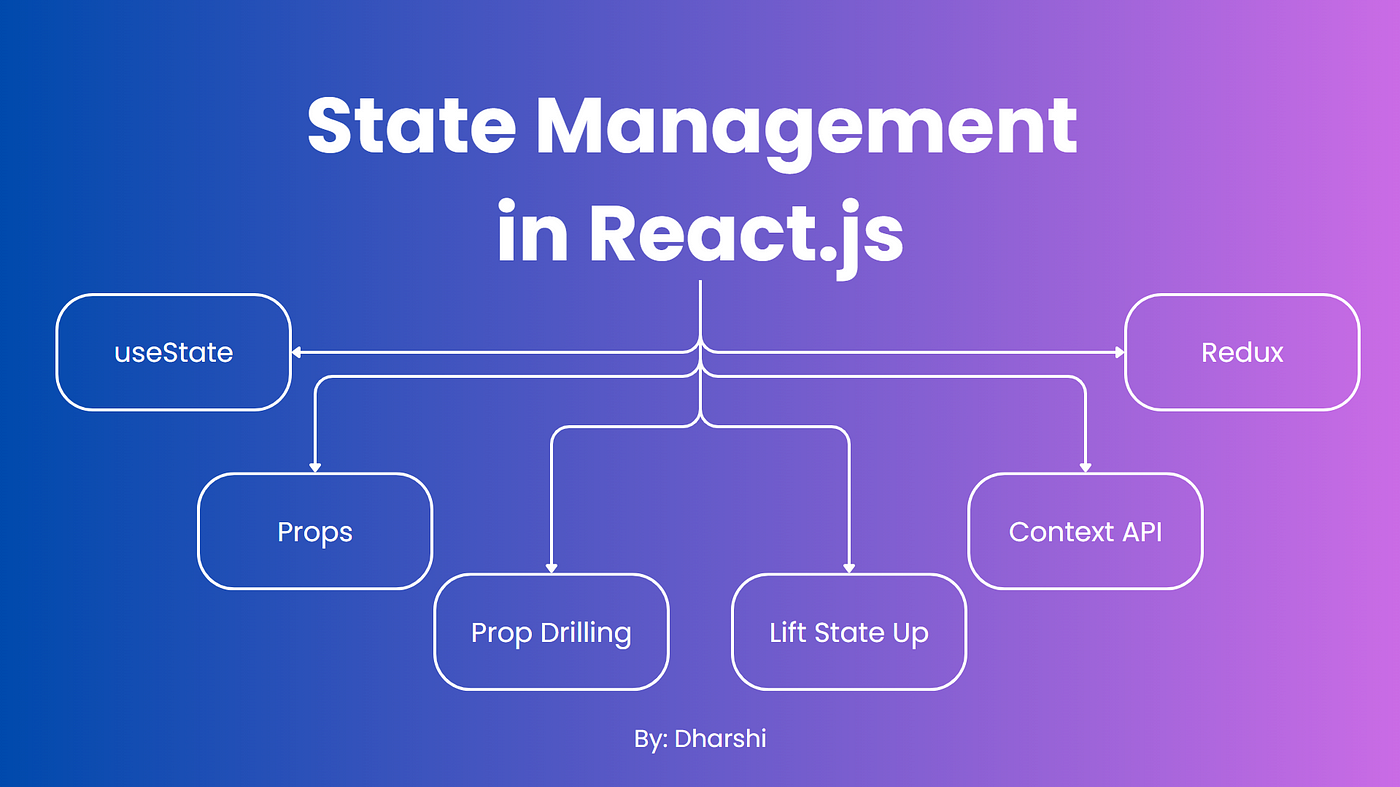 State Management
in React.js
useState
Redux
Props
Context API
Prop Drilling
Lift State Up
By: Dharshi